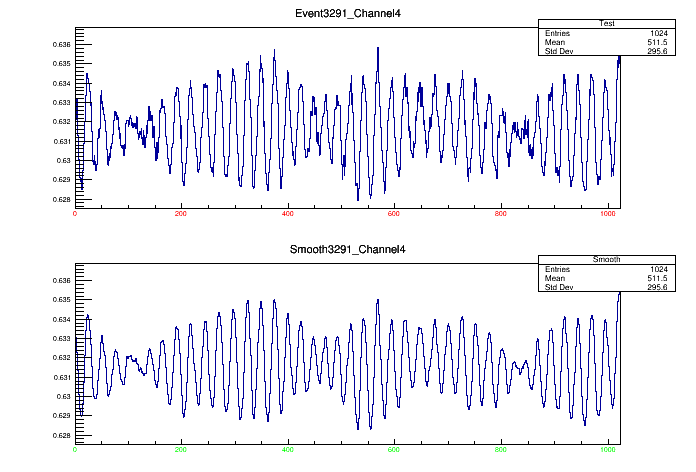 Event3291_Channel4
Test
Entries 1024
Mean 511.5
Std Dev 295.6
0.636
0.635
0.634
0.633
0.632
0.631
0.63
0.629
0.628
0 200 400 600 800 1000
Smooth3291_Channel4
Smooth
Entries 1024
Mean 511.5
Std Dev 295.6
0.636
0.635
0.634
0.633
0.632
0.631
0.63
0.629
0.628
0 200 400 600 800 1000